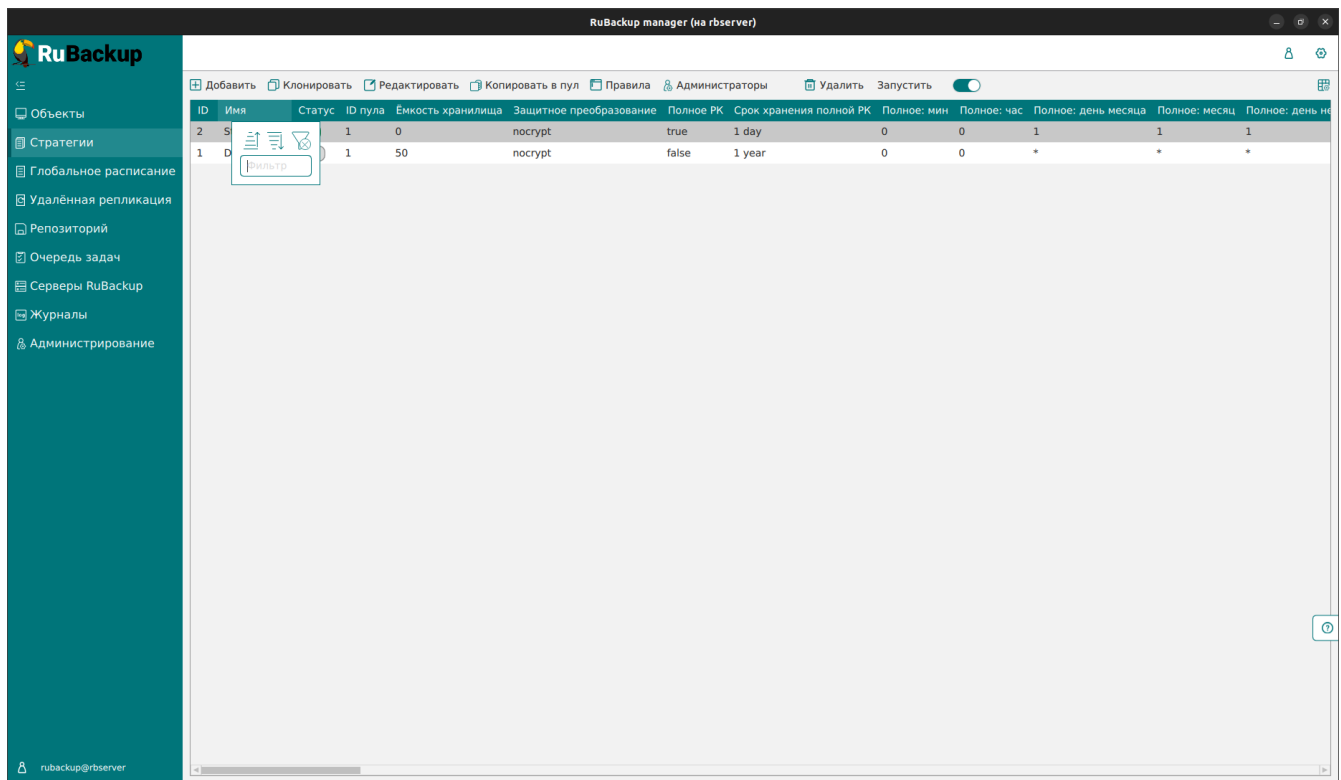 RuBackup manager (на rbserver)
RuBackup
Добавить Клонировать Редактировать Копировать в пул Правила Администраторы Удалить Запустить
Объекты
Стратегии
Глобальное расписание
Удалённая репликация
Репозиторий
Очередь задач
Серверы RuBackup
Журналы
Администрирование
ID Имя Статус ID пула Ёмкость хранилища Защитное преобразование Полное РК Срок хранения полной РК Полное: мин Полное: час Полное: день месяца Полное: месяц Полное: день не
2 S 1 0 nocrypt true 1 day 0 0 1 1 1
1 D 1 50 nocrypt false 1 year 0 0 * * *
Фильтр
rubackup@rbserver